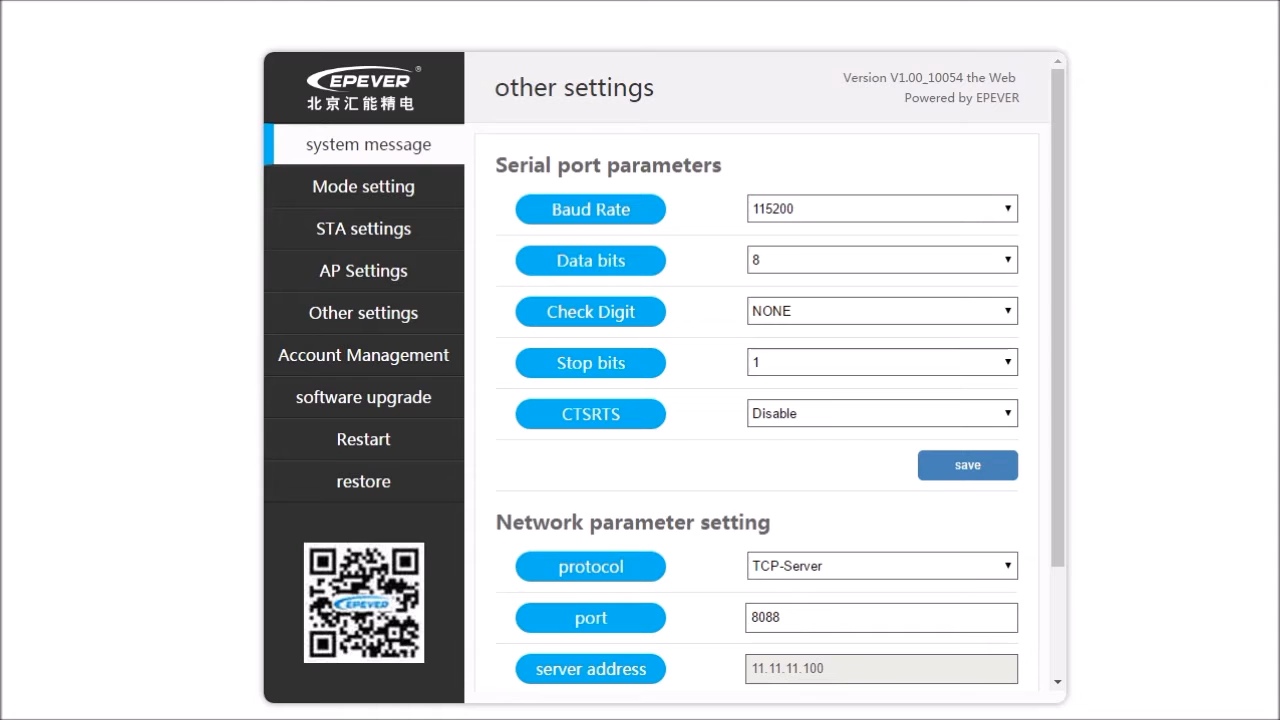 EPEVER®
北京汇能精电
other settings
Version V1.00_10054 the Web
Powered by EPEVER
system message
Mode setting
STA settings
AP Settings
Other settings
Account Management
software upgrade
Restart
restore
EPEVER
Serial port parameters
Baud Rate 115200
Data bits 8
Check Digit NONE
Stop bits 1
CTSRTS Disable
save
Network parameter setting
protocol TCP-Server
port 8088
server address 11.11.11.100